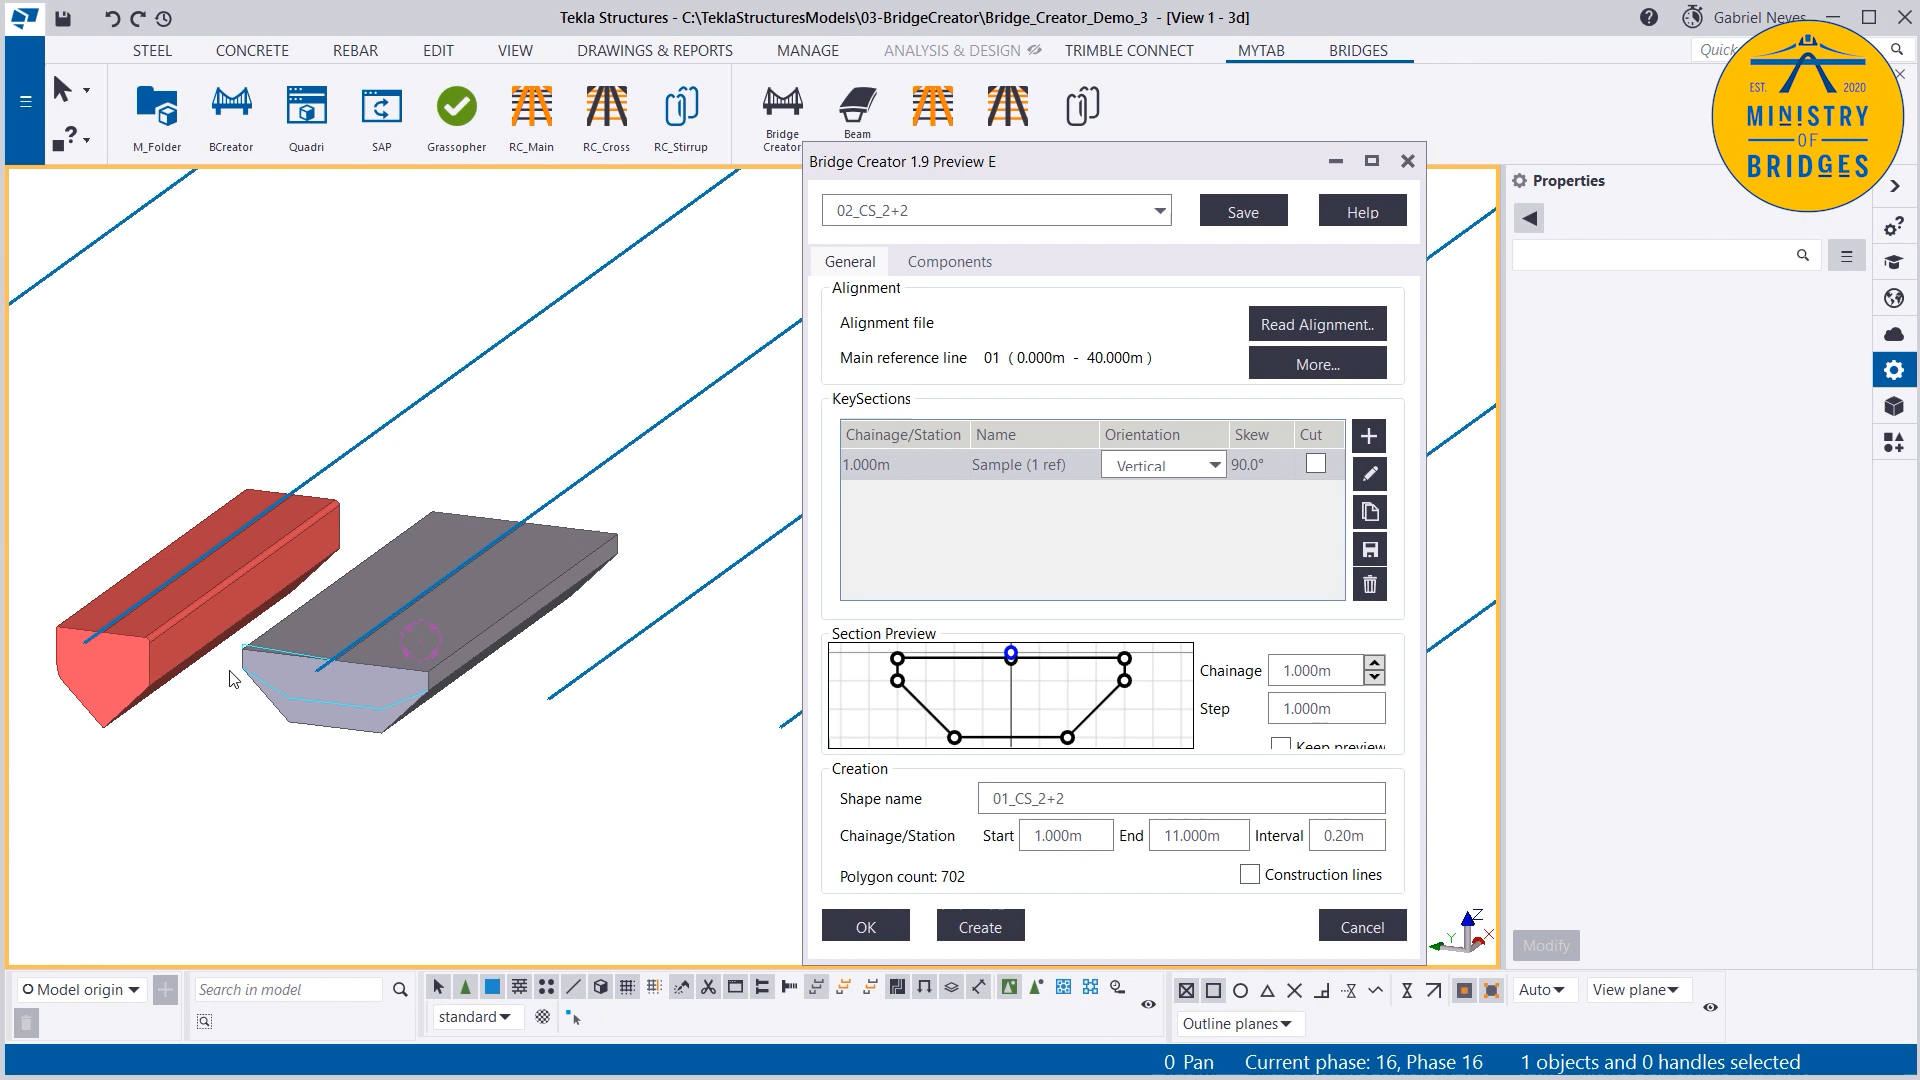 Tekla Structures - C:\TeklaStructuresModels\03-BridgeCreator\Bridge_Creator_Demo_3 - [View 1 - 3d]
Gabriel Neves
STEEL CONCRETE REBAR EDIT VIEW DRAWINGS & REPORTS MANAGE ANALYSIS & DESIGN TRIMBLE CONNECT MYTAB BRIDGES
Quick
EST. 2020
MINISTRY
OF
BRIDGES
M_Folder BCreator Quadri SAP Grassopher RC_Main RC_Cross RC_Stirrup
Bridge
Creator
Beam
Bridge Creator 1.9 Preview E
02_CS_2+2
Save
Help
General Components
Alignment
Alignment file
Read Alignment..
Main reference line 01 ( 0.000m - 40.000m )
More...
KeySections
Chainage/Station Name Orientation Skew Cut
1.000m Sample (1 ref) Vertical 90.0°
Section Preview
Chainage 1.000m
Step 1.000m
Keep preview
Creation
Shape name 01_CS_2+2
Chainage/Station Start 1.000m End 11.000m Interval 0.20m
Polygon count: 702
Construction lines
OK Create Cancel
Properties
Modify
Z
Y
X
Model origin
Search in model
standard
Auto
View plane
Outline planes
0 Pan Current phase: 16, Phase 16 1 objects and 0 handles selected